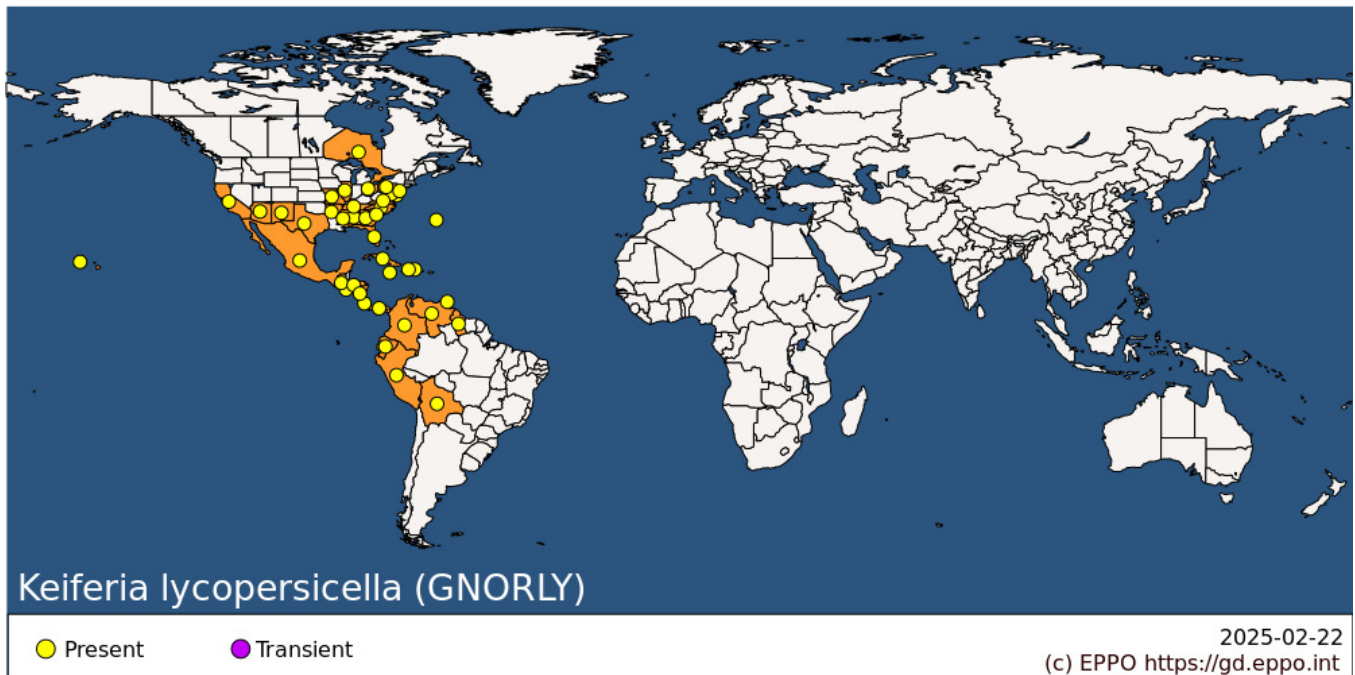 Keiferia lycopersicella (GNORLY)
Present
Transient
2025-02-22
(c) EPPO https://gd.eppo.int